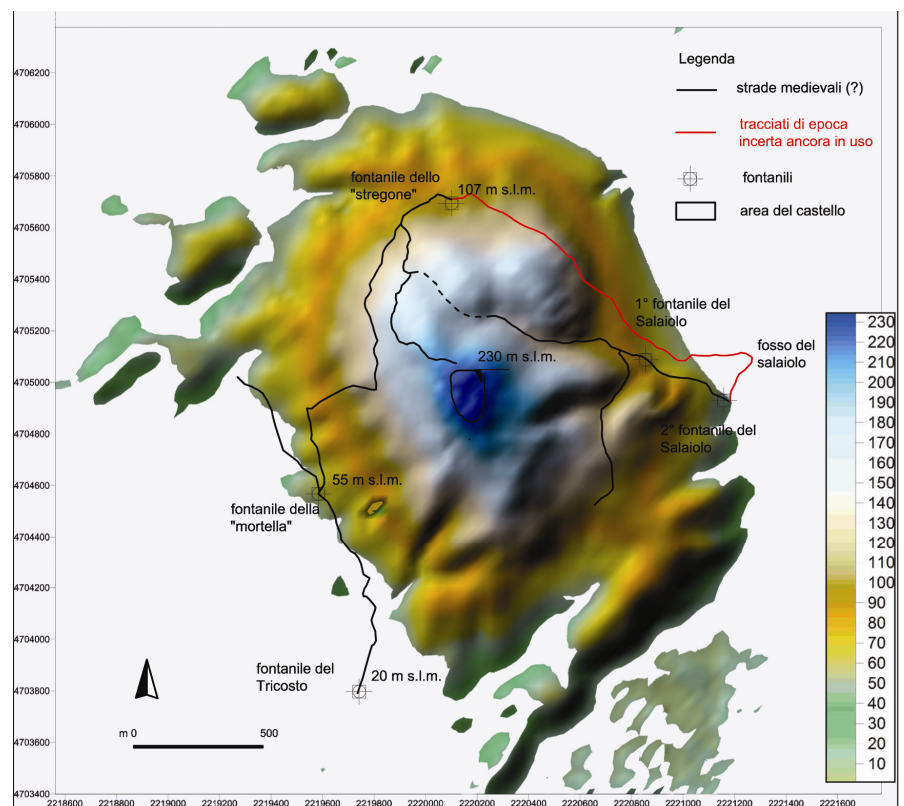 Legenda
strade medievali (?)
tracciati di epoca
incerta ancora in uso
fontanili
area del castello
4706200
4706000
4705800
4705600
4705400
4705200
4705000
4704800
4704600
4704400
4704200
4704000
4703800
4703600
4703400
fontanile dello
"stregone"
107 m s.l.m.
1° fontanile del
Salaiolo
fosso del
salaiolo
230 m s.l.m.
2° fontanile del
Salaiolo
55 m s.l.m.
fontanile della
"mortella"
fontanile del
Tricosto
20 m s.l.m.
m 0
500
230
220
210
200
190
180
170
160
150
140
130
120
110
100
90
80
70
60
50
40
30
20
10
2218600
2218800
2219000
2219200
2219400
2219600
2219800
2220000
2220200
2220400
2220600
2220800
2221000
2221200
2221400
2221600